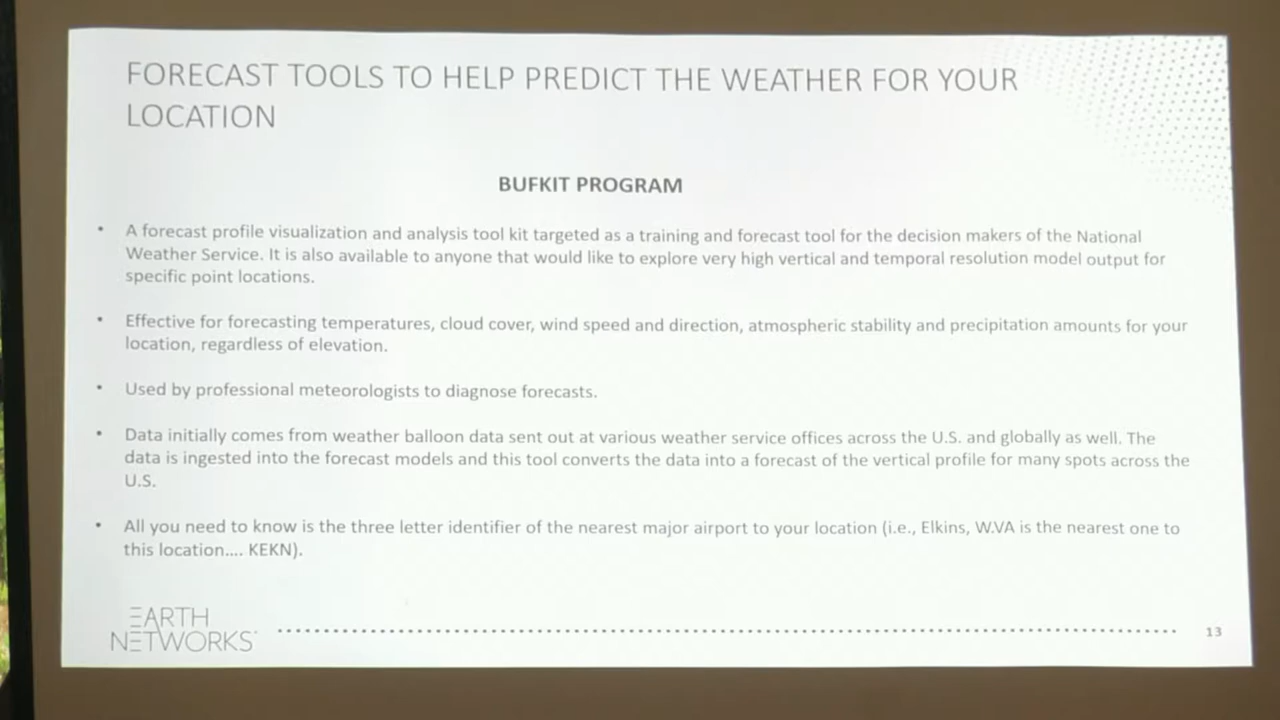 FORECAST TOOLS TO HELP PREDICT THE WEATHER FOR YOUR
LOCATION
BUFKIT PROGRAM
• A forecast profile visualization and analysis tool kit targeted as a training and forecast tool for the decision makers of the National
Weather Service. It is also available to anyone that would like to explore very high vertical and temporal resolution model output for
specific point locations.
• Effective for forecasting temperatures, cloud cover, wind speed and direction, atmospheric stability and precipitation amounts for your
location, regardless of elevation.
• Used by professional meteorologists to diagnose forecasts.
• Data initially comes from weather balloon data sent out at various weather service offices across the U.S. and globally as well. The
data is ingested into the forecast models and this tool converts the data into a forecast of the vertical profile for many spots across the
U.S.
• All you need to know is the three letter identifier of the nearest major airport to your location (i.e., Elkins, W.VA is the nearest one to
this location.... KEKN).
EARTH
NETWORKS
13